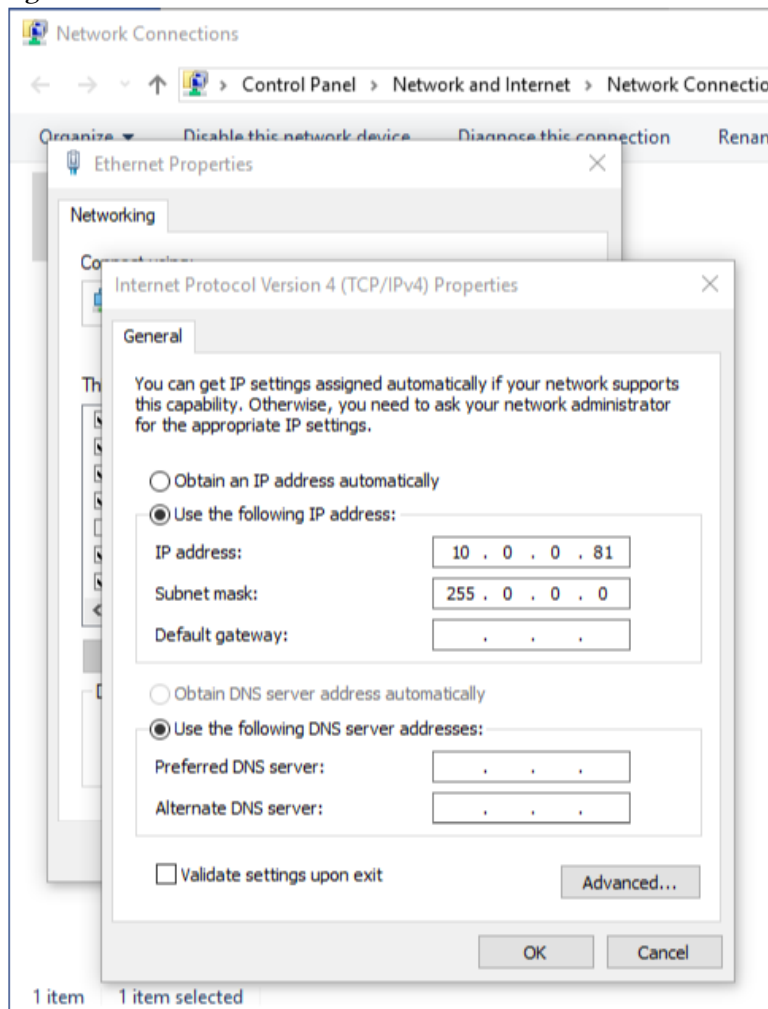 Network Connections
Control Panel > Network and Internet > Network Connectio
Organize Disable this network device Diagnose this connection Renan
Ethernet Properties
Networking
Connect using:
Internet Protocol Version 4 (TCP/IPv4) Properties
General
Th
You can get IP settings assigned automatically if your network supports
this capability. Otherwise, you need to ask your network administrator
for the appropriate IP settings.
Obtain an IP address automatically
Use the following IP address:
IP address: 10 . 0 . 0 . 81
Subnet mask: 255 . 0 . 0 . 0
Default gateway: . . .
Obtain DNS server address automatically
Use the following DNS server addresses:
Preferred DNS server: . . .
Alternate DNS server: . . .
Validate settings upon exit
Advanced...
OK Cancel
1 item 1 item selected